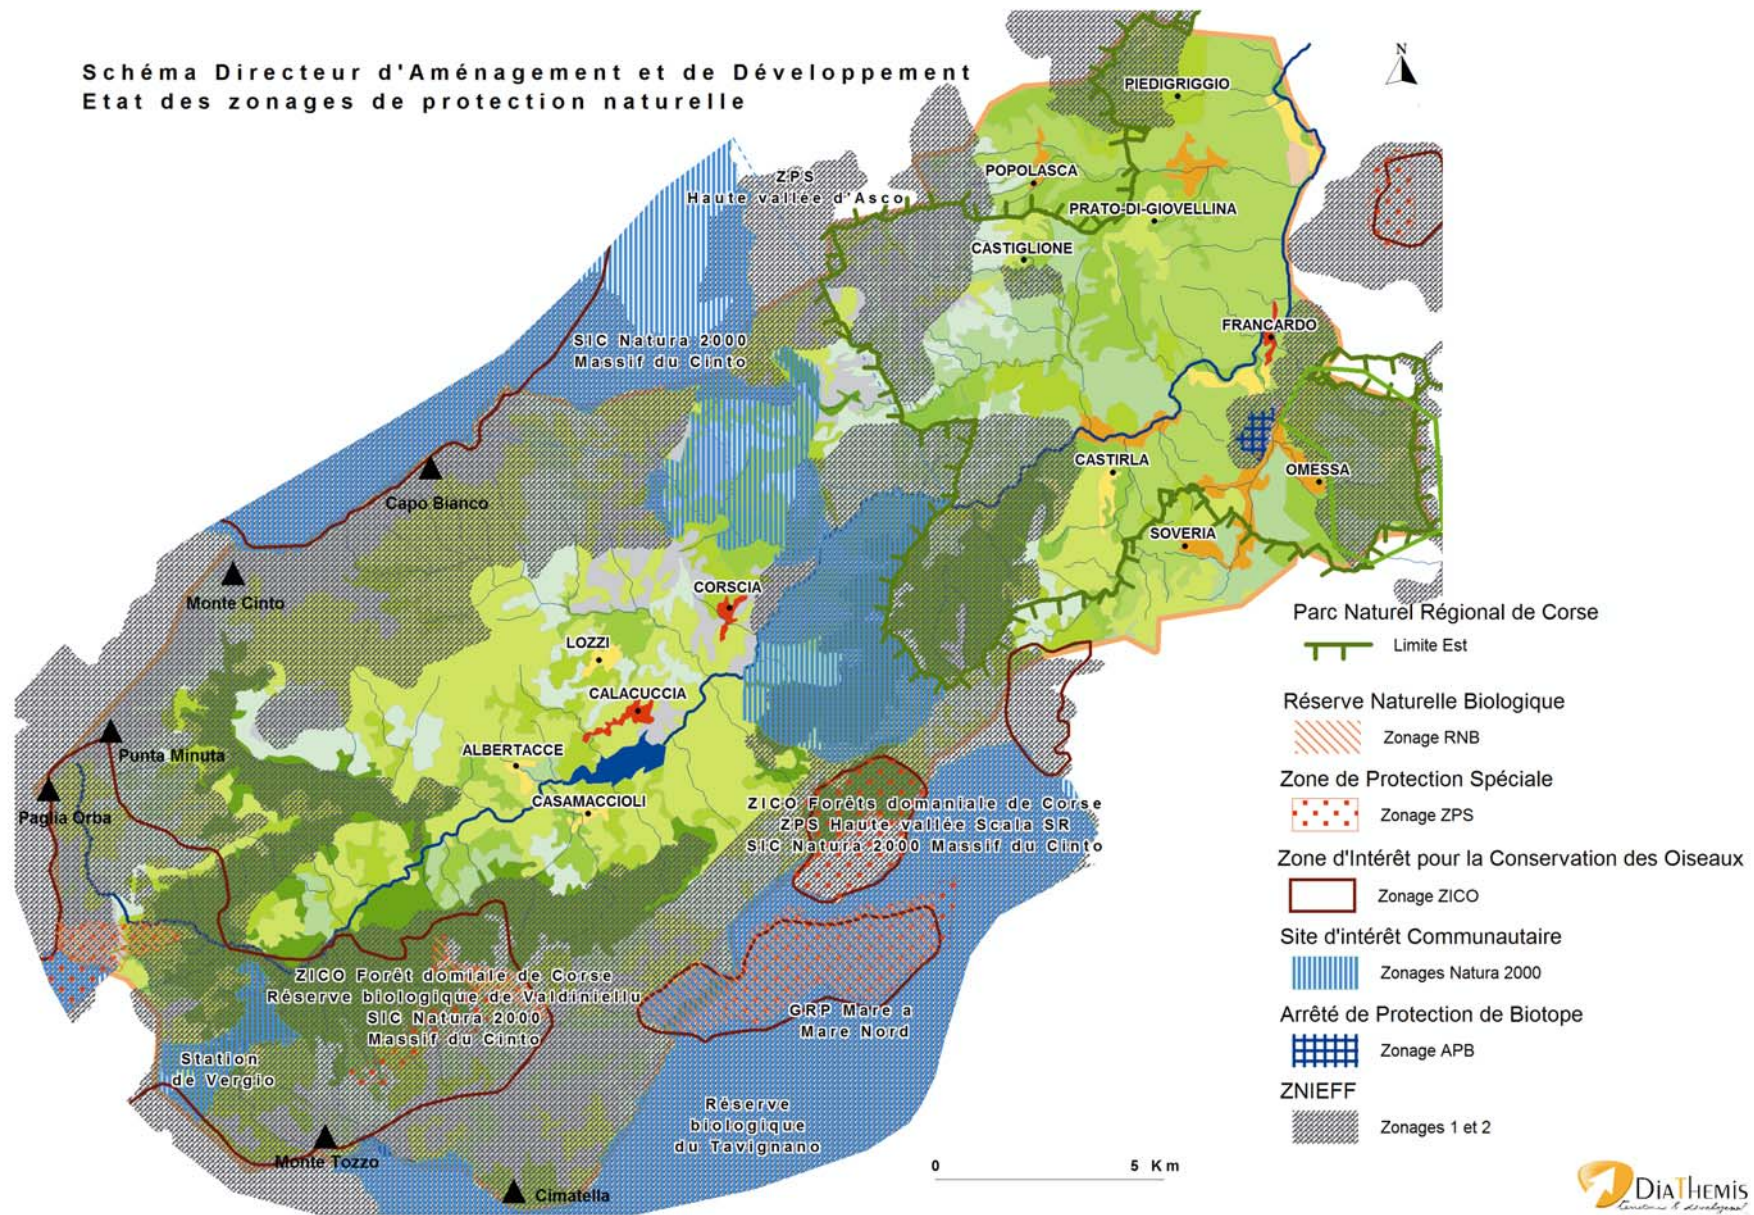 Schéma Directeur d'Aménagement et de Développement
Etat des zonages de protection naturelle
N
PIEDIGRIGGIO
POPOLASCA
PRATO-DI-GIOVELLINA
CASTIGLIONE
ZPS
Haute vallée d'Asco
FRANCARDO
SIC Natura 2000
Massif du Cinto
CASTIRLA
OMESSA
SOVERIA
Capo Bianco
Monte Cinto
CORSCIA
LOZZI
CALACUCCIA
ALBERTACCE
CASAMACCIOLI
Punta Minuta
Paglia Orba
ZICO Forêts domaniale de Corse
ZPS Haute vallée Scala SR
SIC Natura 2000 Massif du Cinto
ZICO Forêt domiale de Corse
Réserve biologique de Valdiniellu
SIC Natura 2000
Massif du Cinto
GRP Mare a
Mare Nord
Station
de Vergio
Réserve
biologique
du Tavignano
Monte Tozzo
Cimatella
0 5 Km
Parc Naturel Régional de Corse
Limite Est
Réserve Naturelle Biologique
Zonage RNB
Zone de Protection Spéciale
Zonage ZPS
Zone d'Intérêt pour la Conservation des Oiseaux
Zonage ZICO
Site d'intérêt Communautaire
Zonages Natura 2000
Arrêté de Protection de Biotope
Zonage APB
ZNIEFF
Zonages 1 et 2
DIATHEMIS